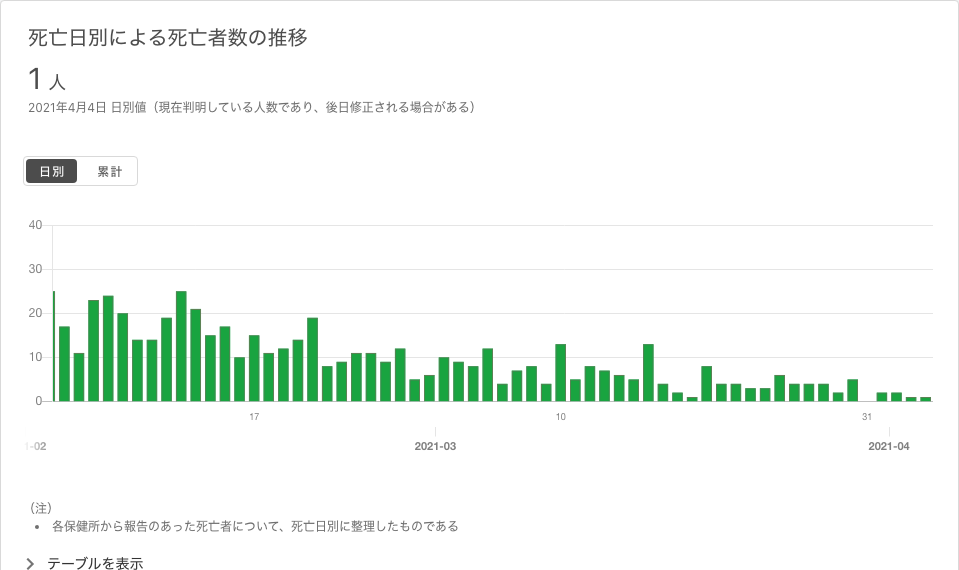 死亡日別による死亡者数の推移
1 人
2021年4月4日 日別値（現在判明している人数であり、後日修正される場合がある）
日別 累計
40
30
20
10
0
17 10 31
-02 2021-03 2021-04
（注）
• 各保健所から報告のあった死亡者について、死亡日別に整理したものである
テーブルを表示